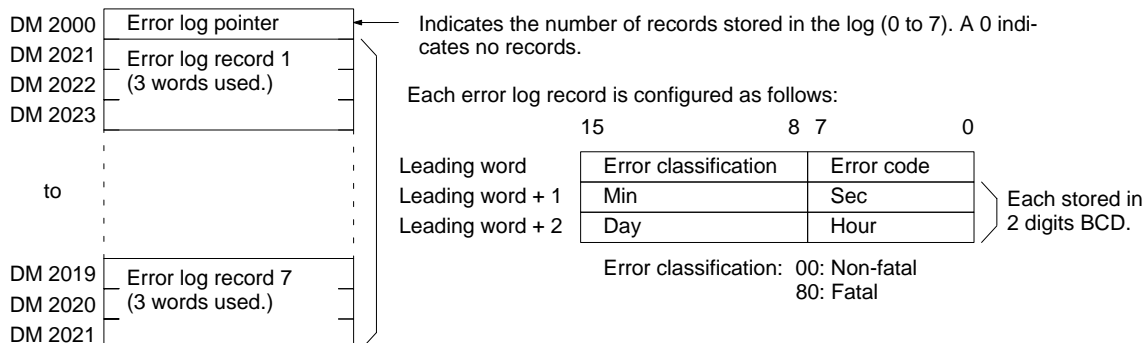 DM 2000 Error log pointer
Indicates the number of records stored in the log (0 to 7). A 0 indi-
cates no records.
DM 2021 Error log record 1
DM 2022 (3 words used.)
DM 2023
Each error log record is configured as follows:
15 8 7 0
Leading word Error classification Error code
Leading word + 1 Min Sec
Leading word + 2 Day Hour
Each stored in
2 digits BCD.
to
Error classification: 00: Non-fatal
80: Fatal
DM 2019 Error log record 7
DM 2020 (3 words used.)
DM 2021